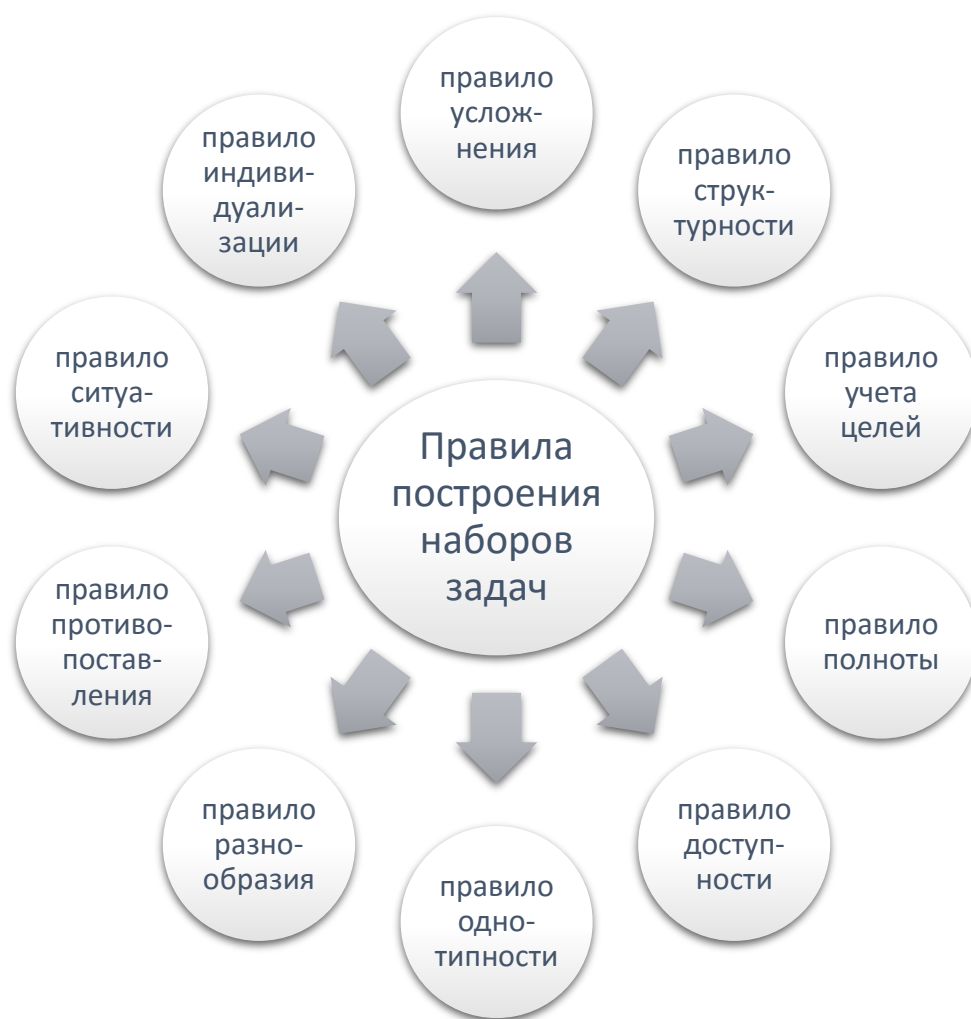 правило
услож-
нения
правило
струк-
турности
правило
учета
целей
правило
полноты
правило
доступ-
ности
правило
одно-
типности
правило
разно-
образия
правило
противо-
постав-
ления
правило
ситуа-
тивности
правило
индиви-
дуали-
зации
Правила
построения
наборов
задач